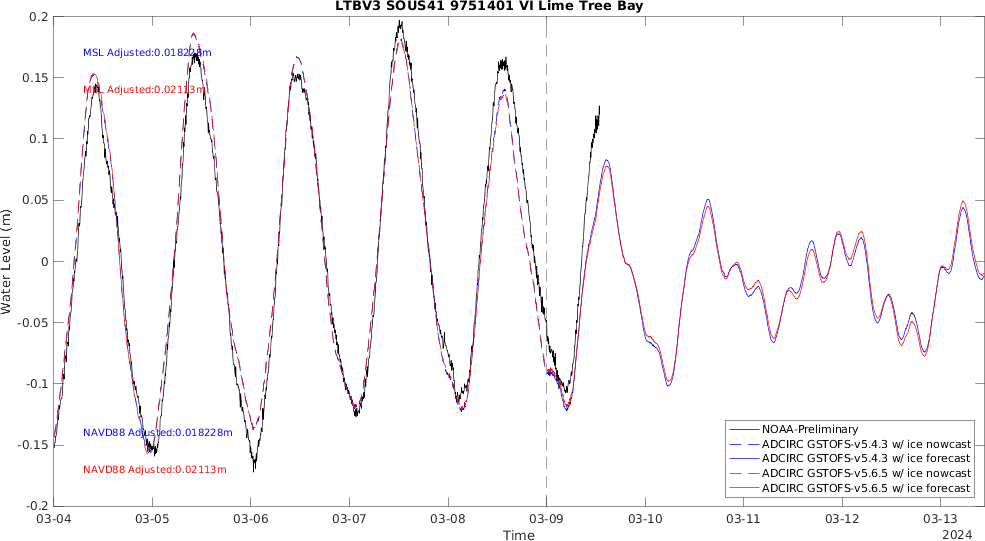 LTBV3 SOUS41 9751401 VI Lime Tree Bay
0.2
0.15
0.1
0.05
0
-0.05
-0.1
-0.15
-0.2
Water Level (m)
MSL Adjusted:0.018228m
MSL Adjusted:0.02113m
NAVD88 Adjusted:0.018228m
NAVD88 Adjusted:0.02113m
NOAA-Preliminary
ADCIRC GSTOFS-v5.4.3 w/ ice nowcast
ADCIRC GSTOFS-v5.4.3 w/ ice forecast
ADCIRC GSTOFS-v5.6.5 w/ ice nowcast
ADCIRC GSTOFS-v5.6.5 w/ ice forecast
03-04 03-05 03-06 03-07 03-08 03-09 03-10 03-11 03-12 03-13
Time
2024